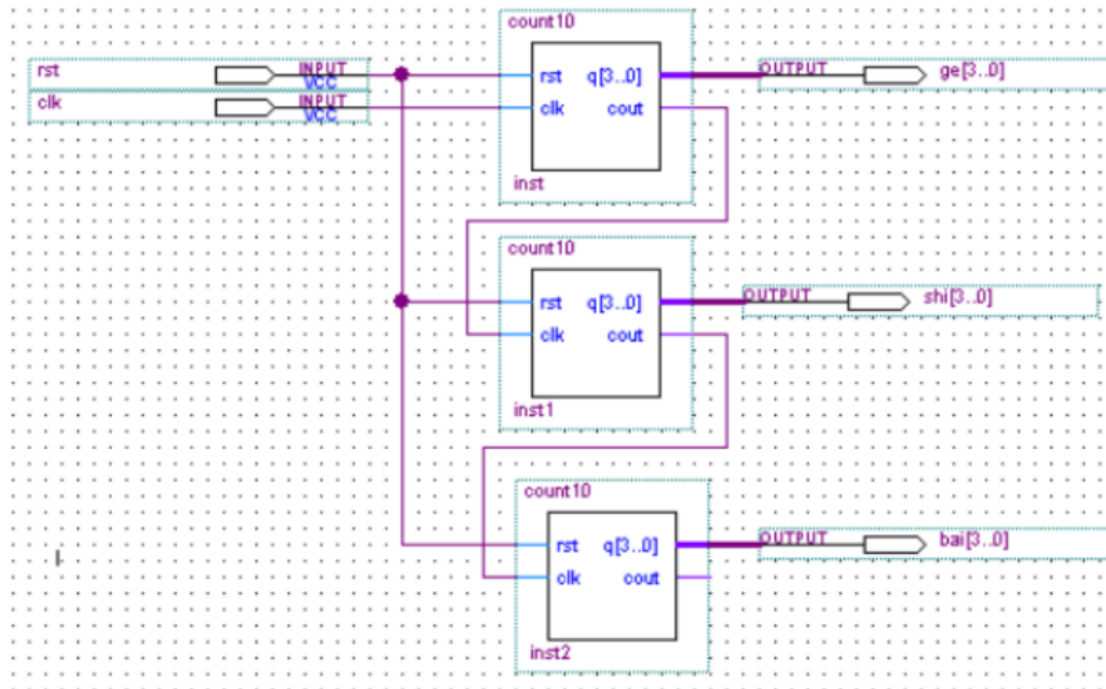 count10
rst INPUT VCC rst q[3..0] OUTPUT ge[3..0]
clk INPUT VCC clk cout
inst
count10
rst q[3..0] OUTPUT shi[3..0]
clk cout
inst1
count10
rst q[3..0] OUTPUT bai[3..0]
clk cout
inst2